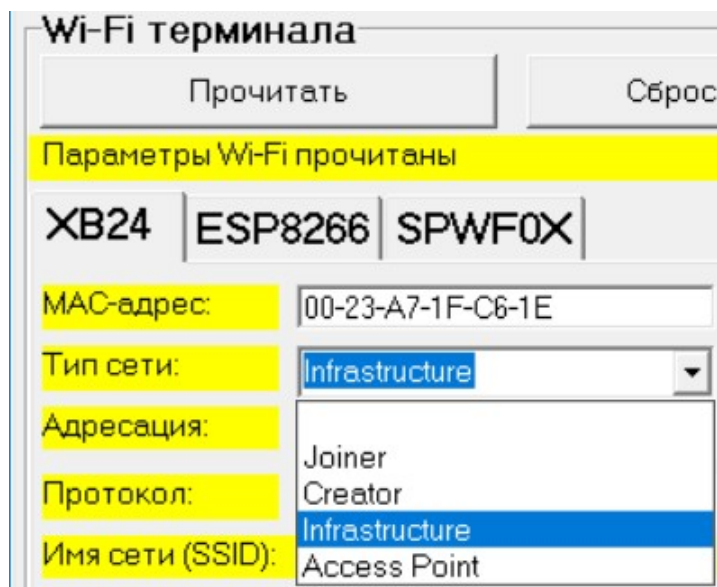 Wi-Fi терминала
Прочитать Сброс
Параметры Wi-Fi прочитаны
XB24 ESP8266 SPWF0X
MAC-адрес: 00-23-A7-1F-C6-1E
Тип сети: Infrastructure
Адресация:
Joiner
Протокол: Creator
Infrastructure
Имя сети (SSID): Access Point